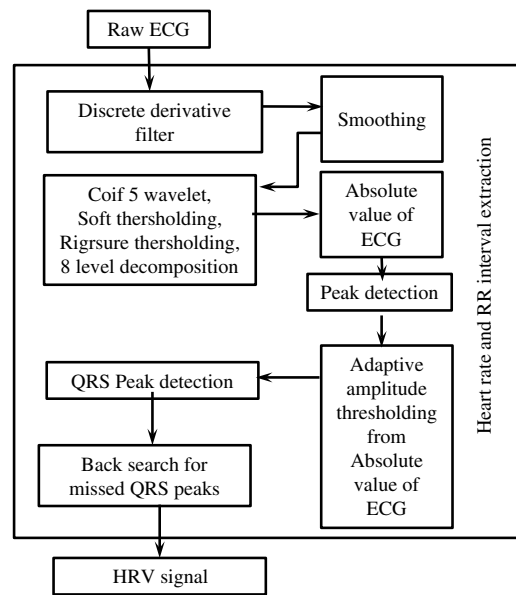 Raw ECG
Discrete derivative
filter
Smoothing
Coif 5 wavelet,
Soft thersholding,
Rigrsure thersholding,
8 level decomposition
Absolute
value of
ECG
Peak detection
Adaptive
amplitude
thresholding
from
Absolute
value of
ECG
QRS Peak detection
Back search for
missed QRS peaks
HRV signal
Heart rate and RR interval extraction